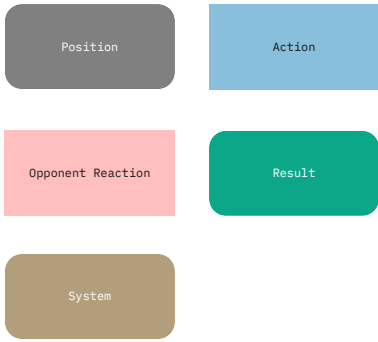 Position
Action
Opponent Reaction
Result
System